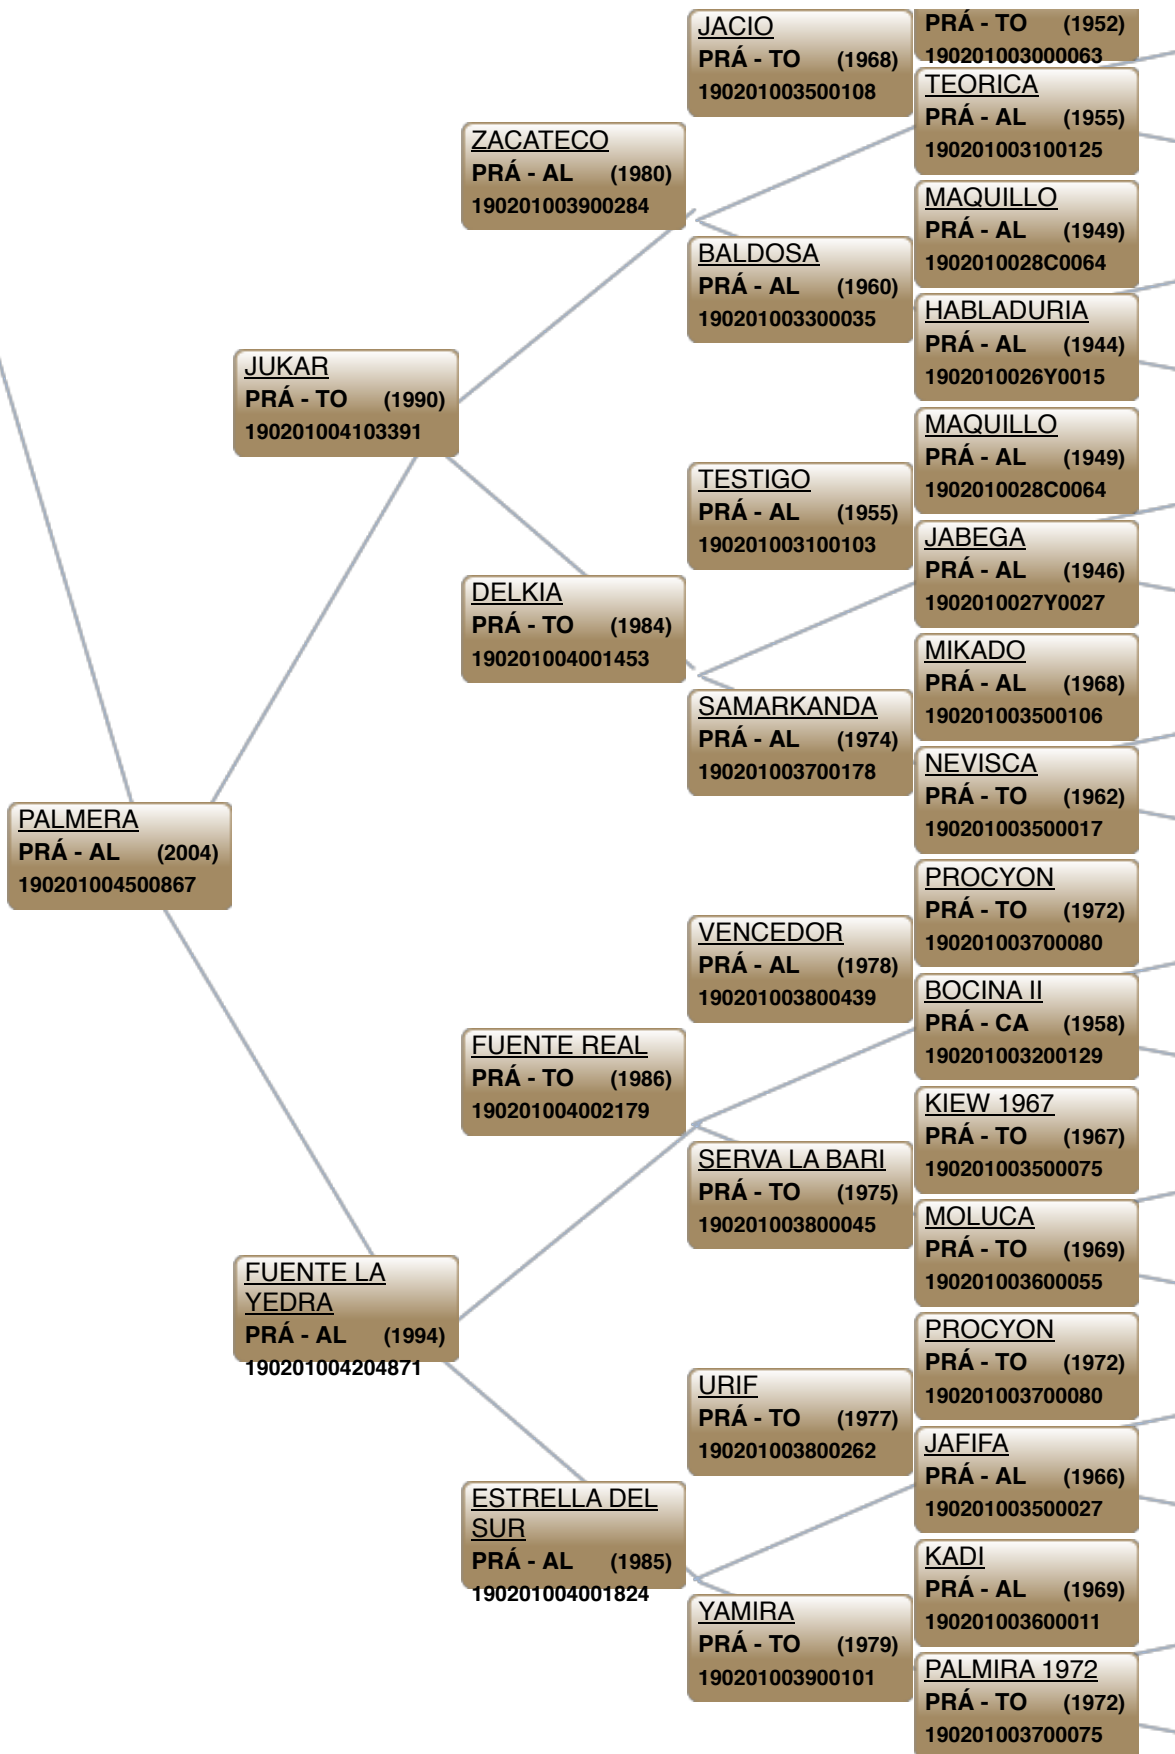 PALMERA
PRÁ - AL (2004)
190201004500867
JUKAR
PRÁ - TO (1990)
190201004103391
FUENTE LA
YEDRA
PRÁ - AL (1994)
190201004204871
ZACATECO
PRÁ - AL (1980)
190201003900284
DELKIA
PRÁ - TO (1984)
190201004001453
FUENTE REAL
PRÁ - TO (1986)
190201004002179
ESTRELLA DEL
SUR
PRÁ - AL (1985)
190201004001824
JACIO
PRÁ - TO (1968)
190201003500108
BALDOSA
PRÁ - AL (1960)
190201003300035
TESTIGO
PRÁ - AL (1955)
190201003100103
SAMARKANDA
PRÁ - AL (1974)
190201003700178
VENCEDOR
PRÁ - AL (1978)
190201003800439
SERVA LA BARI
PRÁ - TO (1975)
190201003800045
URIF
PRÁ - TO (1977)
190201003800262
YAMIRA
PRÁ - TO (1979)
190201003900101
PRÁ - TO (1952)
190201003000063
TEORICA
PRÁ - AL (1955)
190201003100125
MAQUILLO
PRÁ - AL (1949)
1902010028C0064
HABLADURIA
PRÁ - AL (1944)
1902010026Y0015
MAQUILLO
PRÁ - AL (1949)
1902010028C0064
JABEGA
PRÁ - AL (1946)
1902010027Y0027
MIKADO
PRÁ - AL (1968)
190201003500106
NEVISCA
PRÁ - TO (1962)
190201003500017
PROCYON
PRÁ - TO (1972)
190201003700080
BOCINA II
PRÁ - CA (1958)
190201003200129
KIEW 1967
PRÁ - TO (1967)
190201003500075
MOLUCA
PRÁ - TO (1969)
190201003600055
PROCYON
PRÁ - TO (1972)
190201003700080
JAFIFA
PRÁ - AL (1966)
190201003500027
KADI
PRÁ - AL (1969)
190201003600011
PALMIRA 1972
PRÁ - TO (1972)
190201003700075